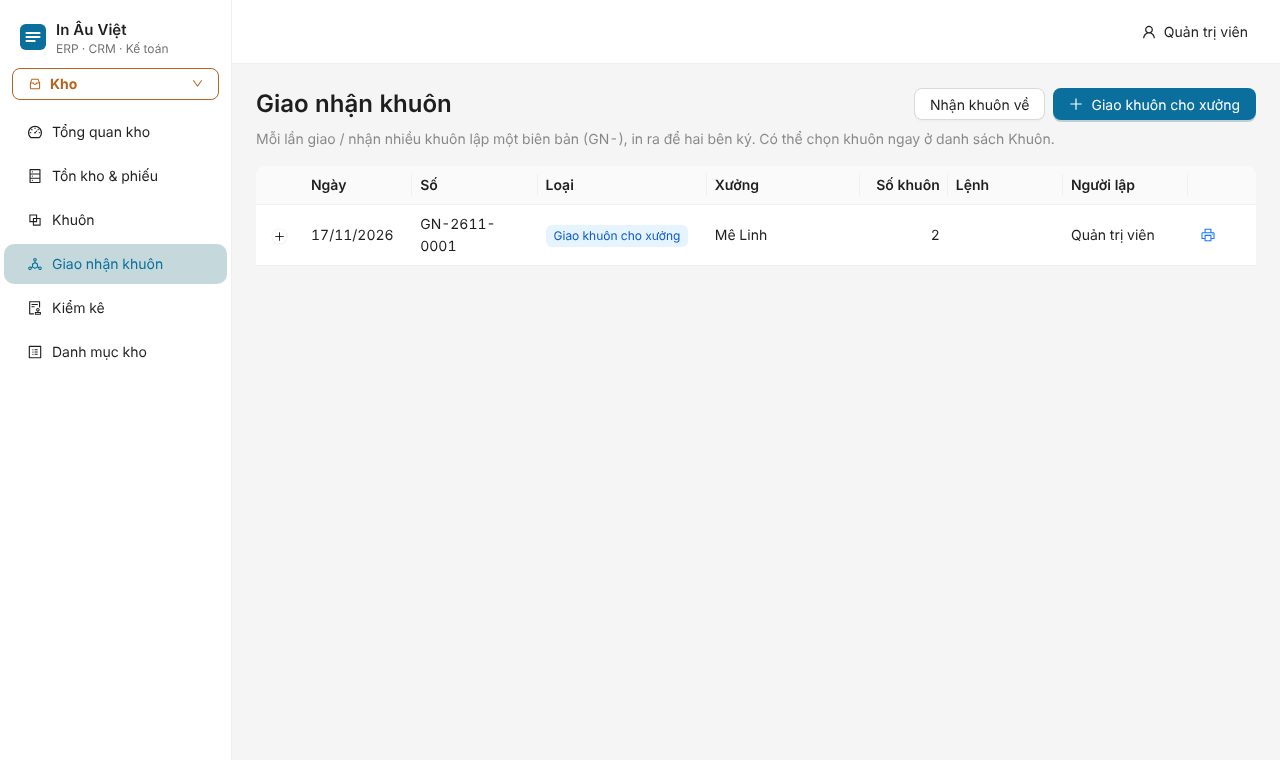 In Âu Việt
ERP · CRM · Kế toán
Kho
Tổng quan kho
Tồn kho & phiếu
Khuôn
Giao nhận khuôn
Kiểm kê
Danh mục kho
Quản trị viên
Giao nhận khuôn
Nhận khuôn về
Giao khuôn cho xưởng
Mỗi lần giao / nhận nhiều khuôn lập một biên bản (GN-), in ra để hai bên ký. Có thể chọn khuôn ngay ở danh sách Khuôn.
Ngày Số Loại Xưởng Số khuôn Lệnh Người lập
17/11/2026 GN-2611-0001 Giao khuôn cho xưởng Mê Linh 2 Quản trị viên